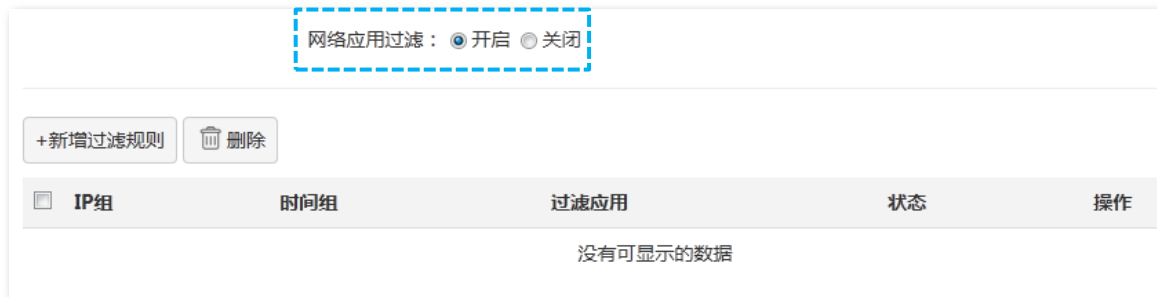 网络应用过滤： 开启 关闭
+新增过滤规则 删除
IP组 时间组 过滤应用 状态 操作
没有可显示的数据